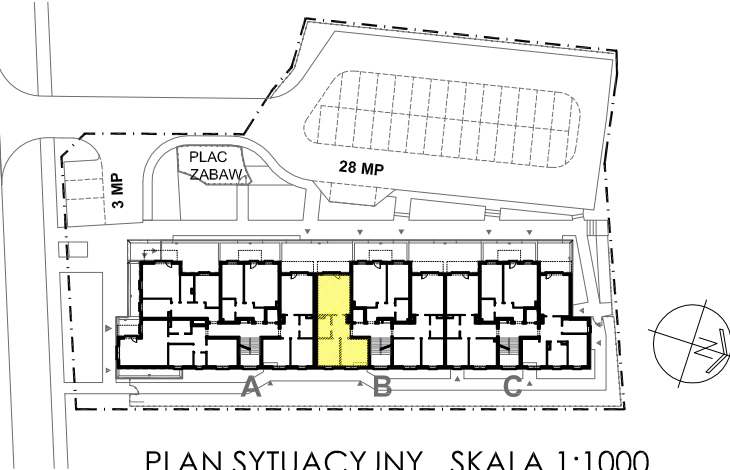 PLAC
ZABAW
28 MP
3 MP
A B C
N
PLAN SYTUACYJNY SKALA 1:1000